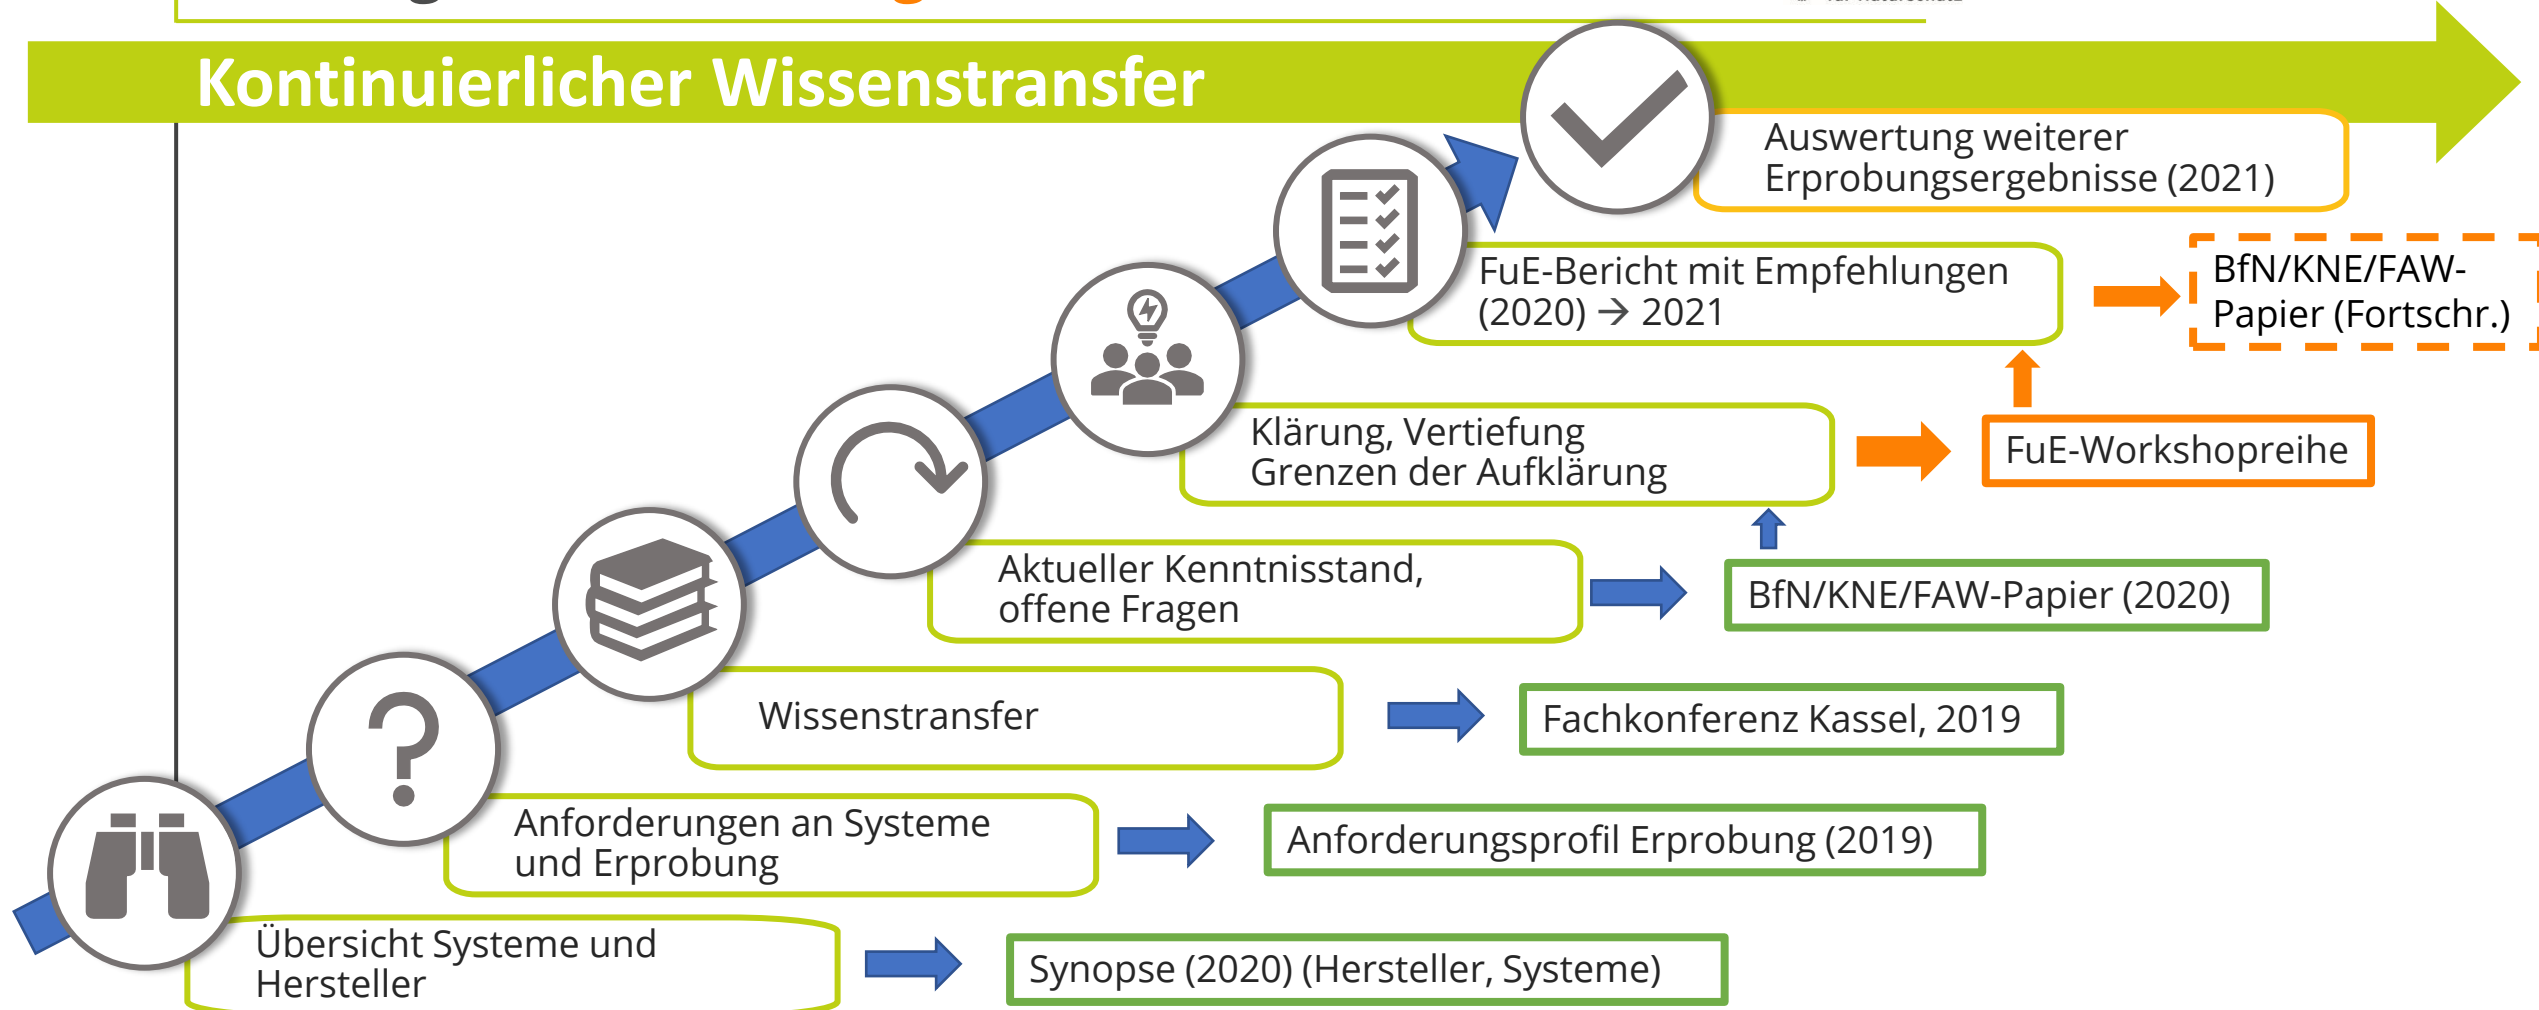 Kontinuierlicher Wissenstransfer
Auswertung weiterer
Erprobungsergebnisse (2021)
FuE-Bericht mit Empfehlungen
(2020) → 2021
BfN/KNE/FAW-
Papier (Fortschr.)
Klärung, Vertiefung
Grenzen der Aufklärung
FuE-Workshopreihe
Aktueller Kenntnisstand,
offene Fragen
BfN/KNE/FAW-Papier (2020)
Wissenstransfer
Fachkonferenz Kassel, 2019
Anforderungen an Systeme
und Erprobung
Anforderungsprofil Erprobung (2019)
Übersicht Systeme und
Hersteller
Synopse (2020) (Hersteller, Systeme)